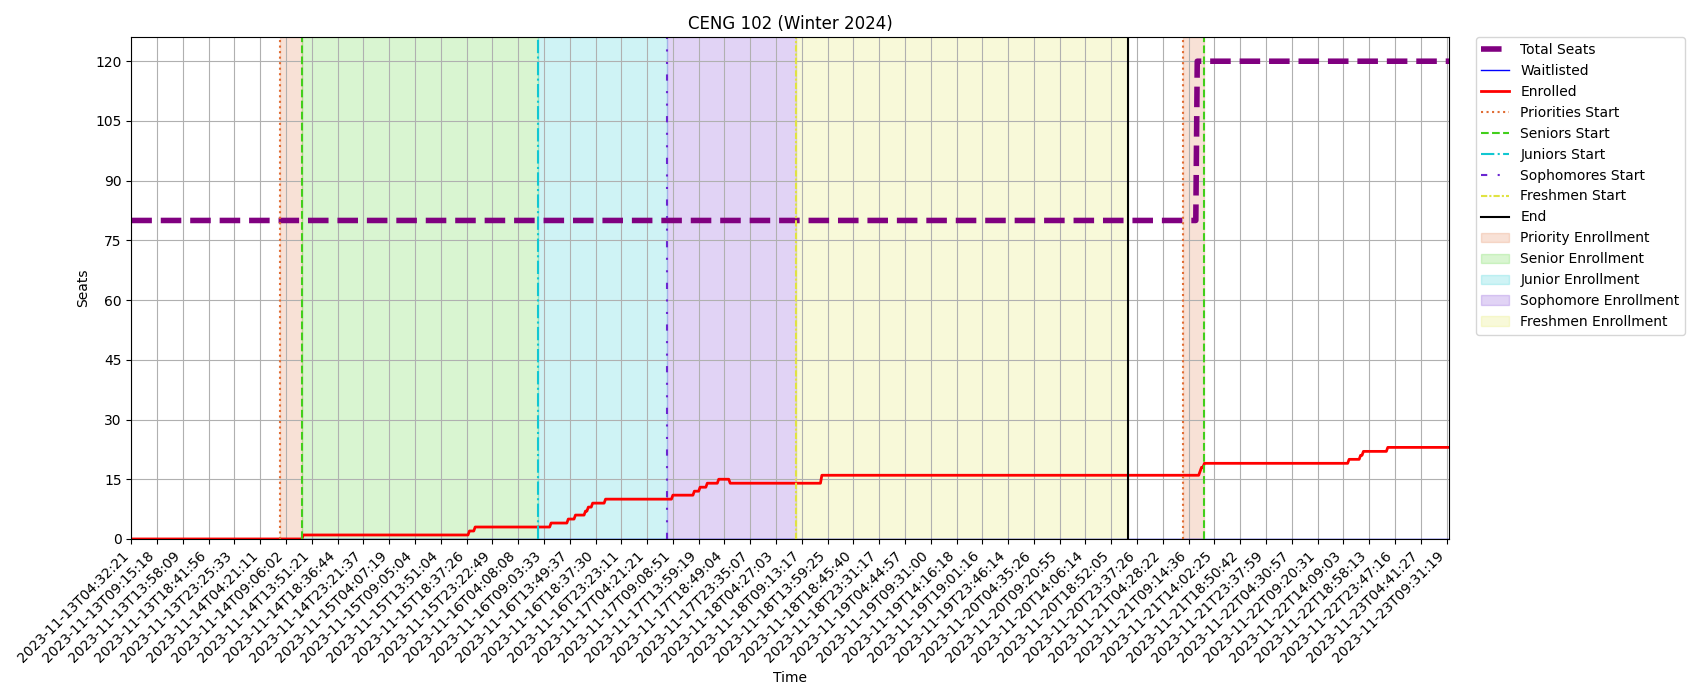 CENG 102 (Winter 2024)
120
105
90
75
60
45
30
15
0
Seats
2023-11-13T04:32:21
2023-11-13T09:15:18
2023-11-13T13:58:09
2023-11-13T18:41:56
2023-11-13T23:25:33
2023-11-14T04:21:11
2023-11-14T09:06:02
2023-11-14T13:51:21
2023-11-14T18:36:44
2023-11-14T23:21:37
2023-11-15T04:07:19
2023-11-15T09:05:04
2023-11-15T13:51:04
2023-11-15T18:37:26
2023-11-15T23:22:49
2023-11-16T04:08:08
2023-11-16T09:03:33
2023-11-16T13:49:37
2023-11-16T18:37:30
2023-11-16T23:23:11
2023-11-17T04:21:21
2023-11-17T09:08:51
2023-11-17T13:59:19
2023-11-17T18:49:04
2023-11-17T23:35:07
2023-11-18T04:27:03
2023-11-18T09:13:17
2023-11-18T13:59:25
2023-11-18T18:45:40
2023-11-18T23:31:17
2023-11-19T04:44:57
2023-11-19T09:31:00
2023-11-19T14:16:18
2023-11-19T19:01:16
2023-11-19T23:46:14
2023-11-20T04:35:26
2023-11-20T09:20:55
2023-11-20T14:06:14
2023-11-20T18:52:05
2023-11-20T23:37:26
2023-11-21T04:28:22
2023-11-21T09:14:36
2023-11-21T14:02:25
2023-11-21T18:50:42
2023-11-21T23:37:59
2023-11-22T04:30:57
2023-11-22T09:20:31
2023-11-22T14:09:03
2023-11-22T18:58:13
2023-11-22T23:47:16
2023-11-23T04:41:27
2023-11-23T09:31:19
Time
Total Seats
Waitlisted
Enrolled
Priorities Start
Seniors Start
Juniors Start
Sophomores Start
Freshmen Start
End
Priority Enrollment
Senior Enrollment
Junior Enrollment
Sophomore Enrollment
Freshmen Enrollment